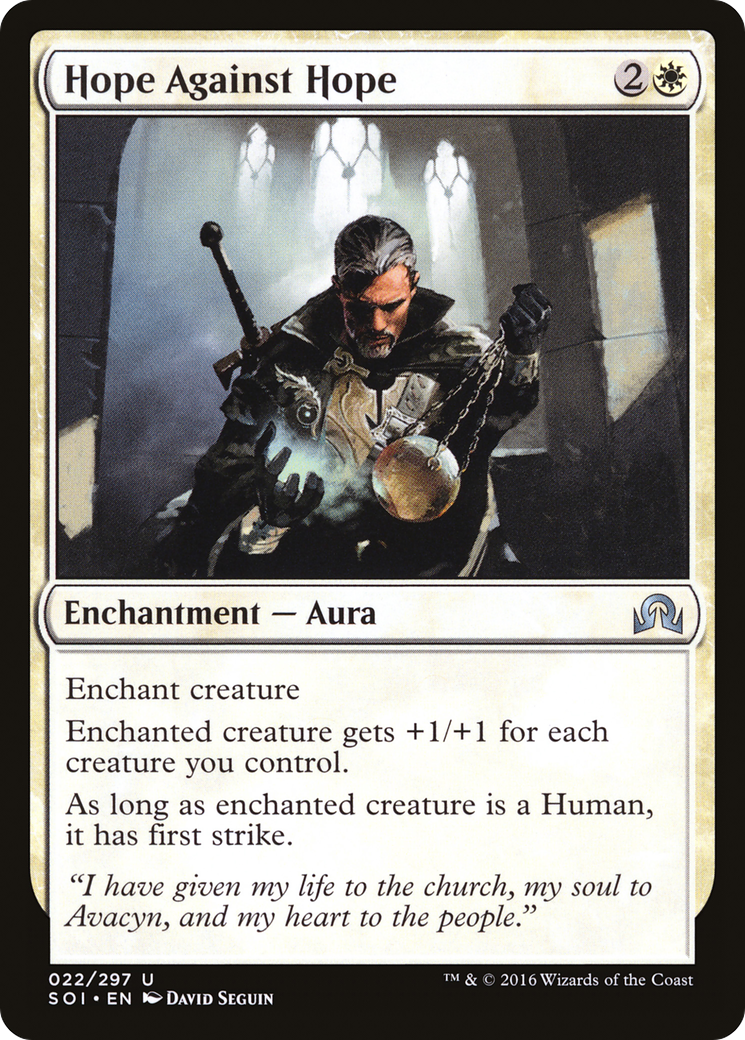 Hope Against Hope
2
Enchantment — Aura
Enchant creature
Enchanted creature gets +1/+1 for each
creature you control.
As long as enchanted creature is a Human,
it has first strike.
“I have given my life to the church, my soul to
Avacyn, and my heart to the people.”
022/297 U
™ & © 2016 Wizards of the Coast
SOI • EN David Seguin